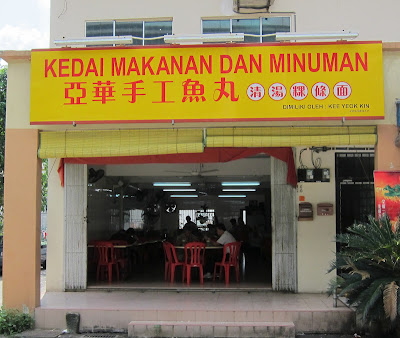 KEDAI MAKANAN DAN MINUMAN
亞華手工魚丸 清湯粿條面
DIMILIKI OLEH : KEE YEOK KIN